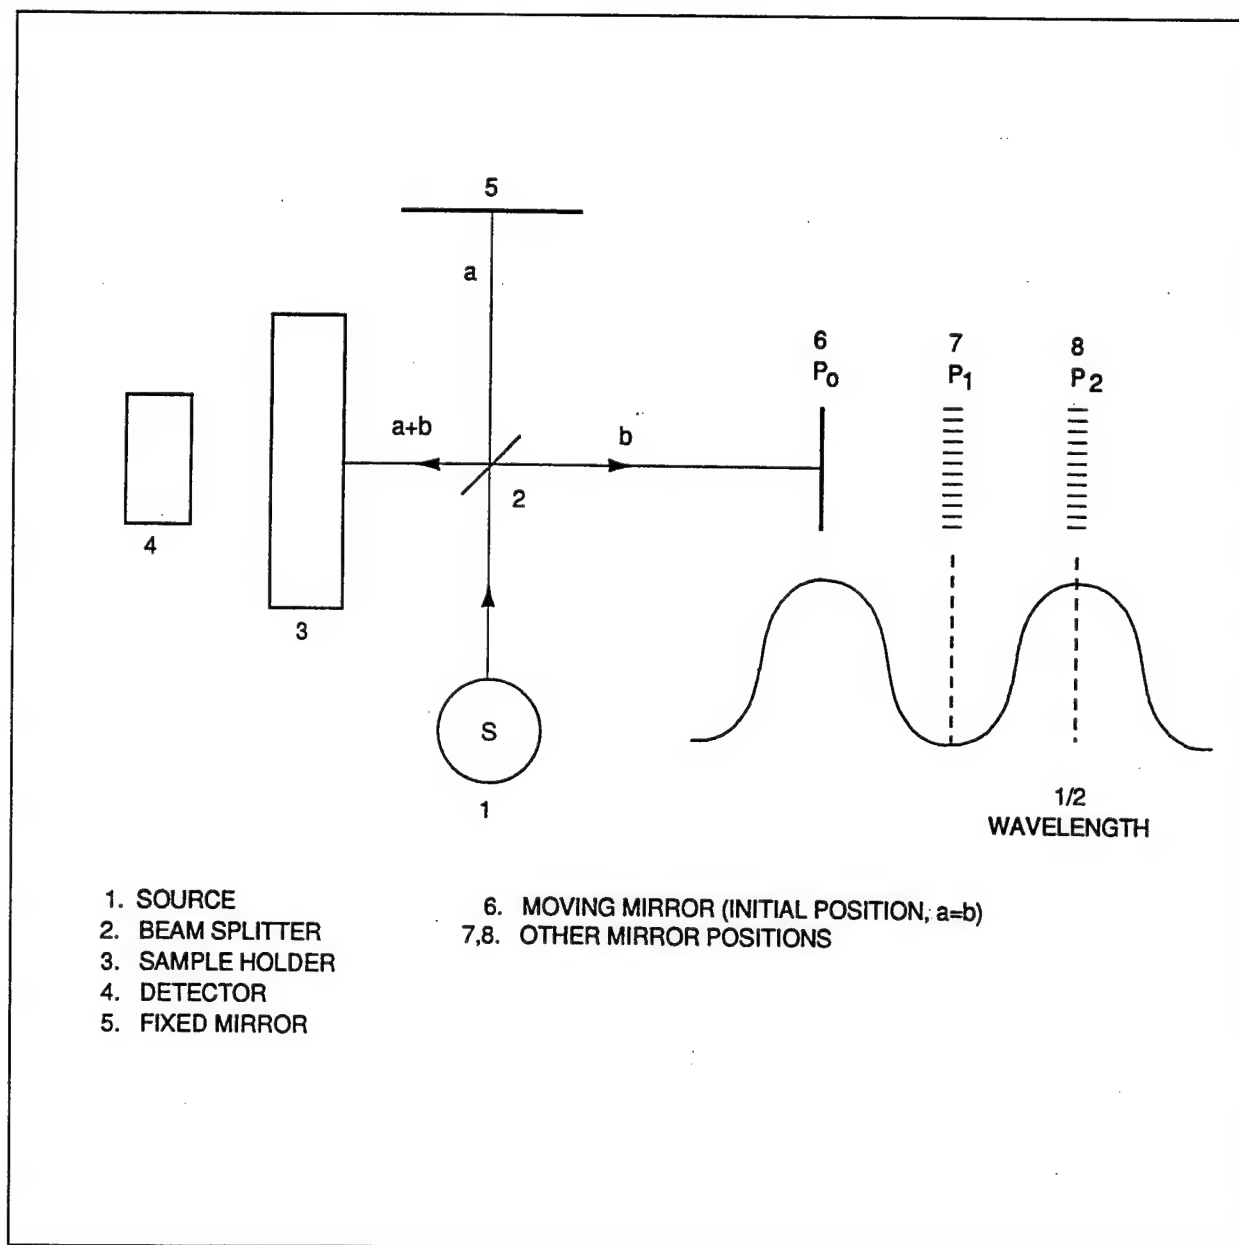 5
a
6
P0
7
P1
8
P2
a+b
b
2
4
3
S
1
1/2
WAVELENGTH
1. SOURCE
2. BEAM SPLITTER
3. SAMPLE HOLDER
4. DETECTOR
5. FIXED MIRROR
6. MOVING MIRROR (INITIAL POSITION, a=b)
7,8. OTHER MIRROR POSITIONS